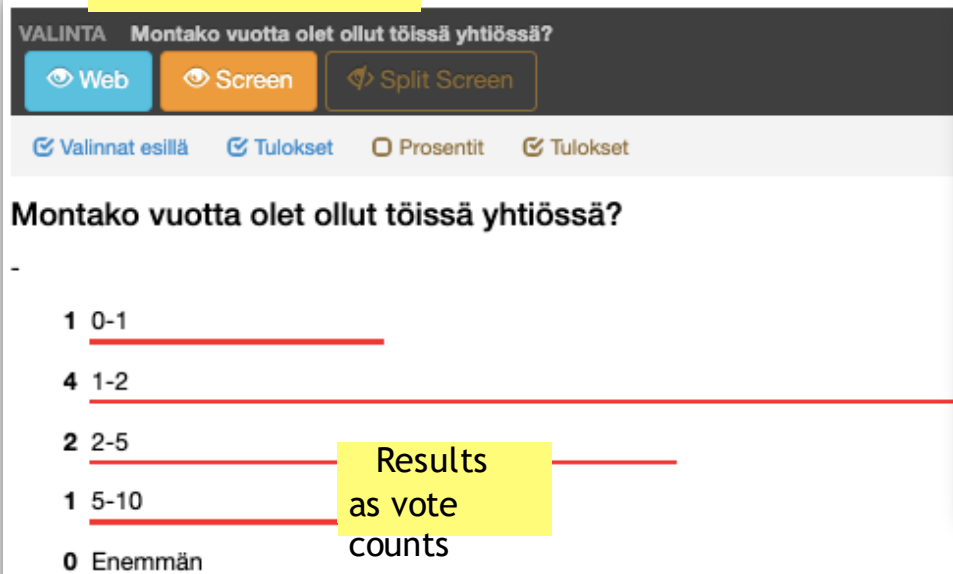 VALINTA Montako vuotta olet ollut töissä yhtiössä?
Web Screen Split Screen
Valinnat esillä Tulokset Prosentit Tulokset
Montako vuotta olet ollut töissä yhtiössä?
-
1 0-1
4 1-2
2 2-5
1 5-10
0 Enemmän
Results
as vote
counts